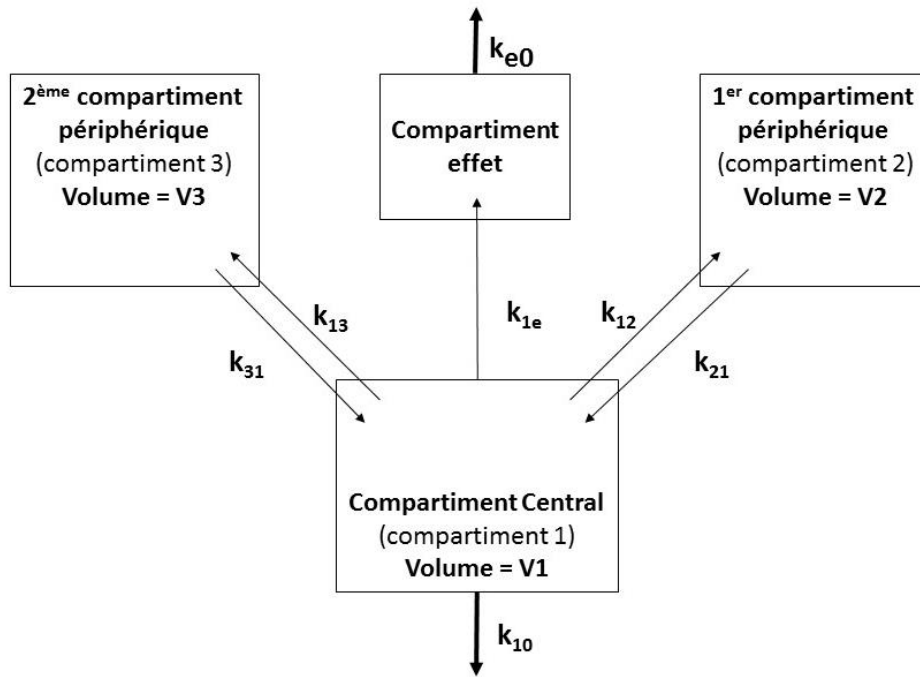 k_e0
2ème compartiment
périphérique
(compartiment 3)
Volume = V3
Compartiment
effet
1er compartiment
périphérique
(compartiment 2)
Volume = V2
k13
k31
k1e
k12
k21
Compartiment Central
(compartiment 1)
Volume = V1
k10